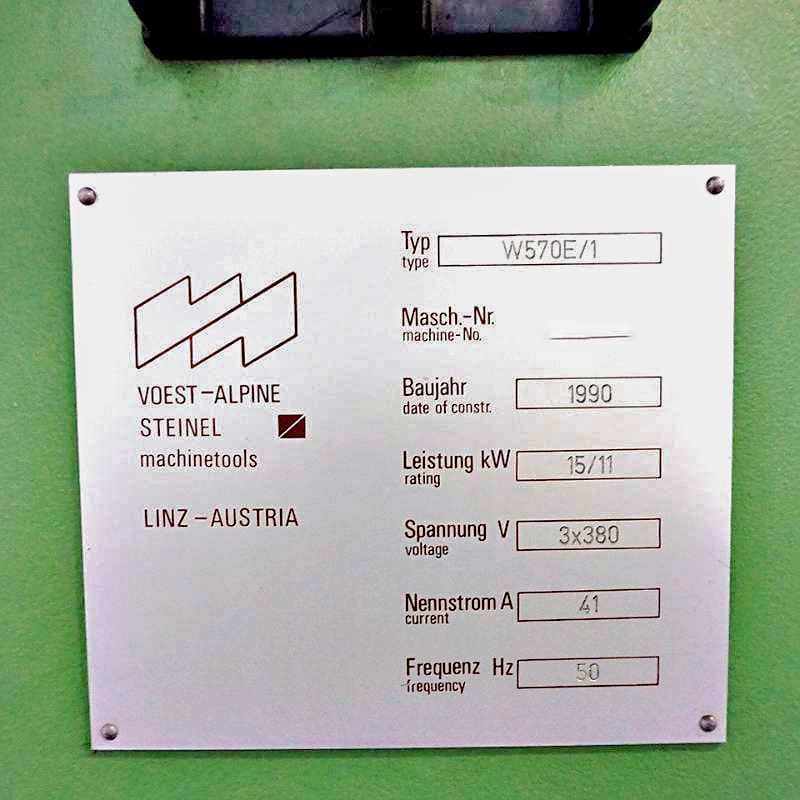 VOEST-ALPINE
STEINEL
machinetools
LINZ-AUSTRIA
Typ W570E/1
type
Masch.-Nr.
machine-No.
Baujahr 1990
date of constr.
Leistung kW 15/11
rating
Spannung V 3x380
voltage
Nennstrom A 41
current
Frequenz Hz 50
frequency